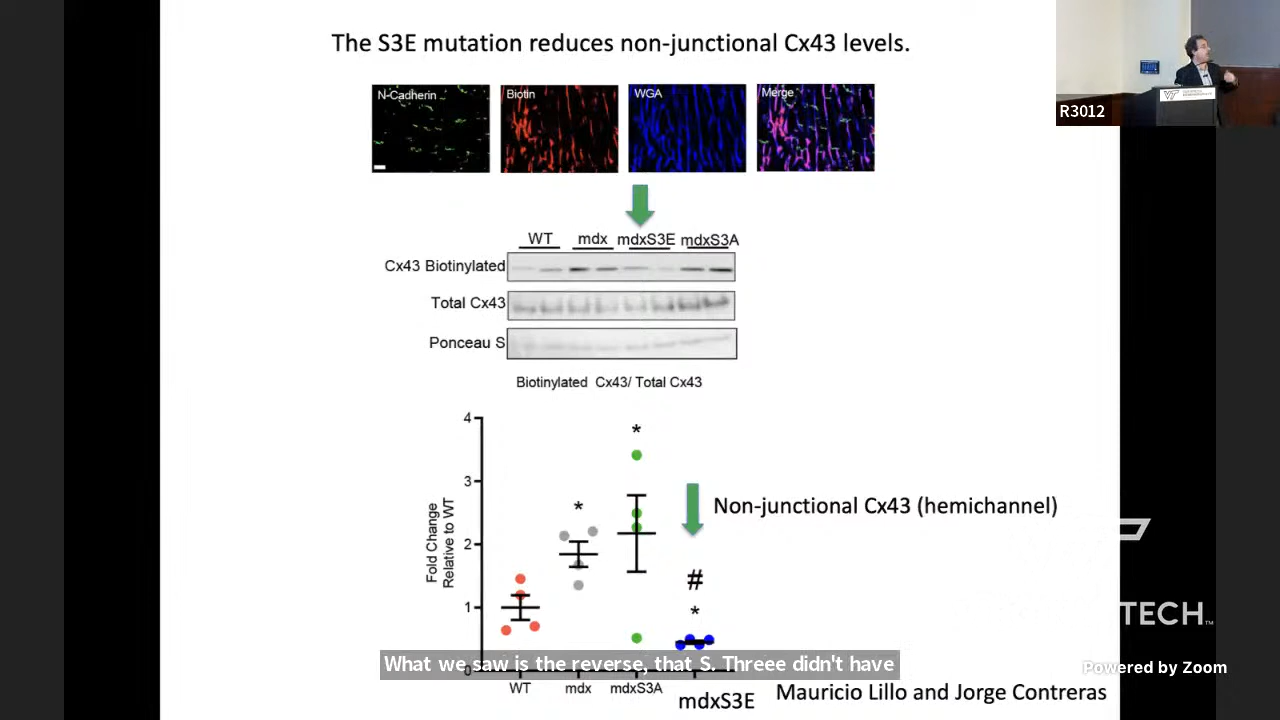 The S3E mutation reduces non-junctional Cx43 levels.
N-Cadherin
Biotin
WGA
Merge
R3012
WT mdx mdxS3E mdxS3A
Cx43 Biotinylated
Total Cx43
Ponceau S
Biotinylated Cx43/ Total Cx43
4
3
2
1
0
Fold Change
Relative to WT
*
*
Non-junctional Cx43 (hemichannel)
#
*
TECH™
What we saw is the reverse, that S. Threee didn't have
Powered by Zoom
WT mdx mdxS3A
mdxS3E
Mauricio Lillo and Jorge Contreras